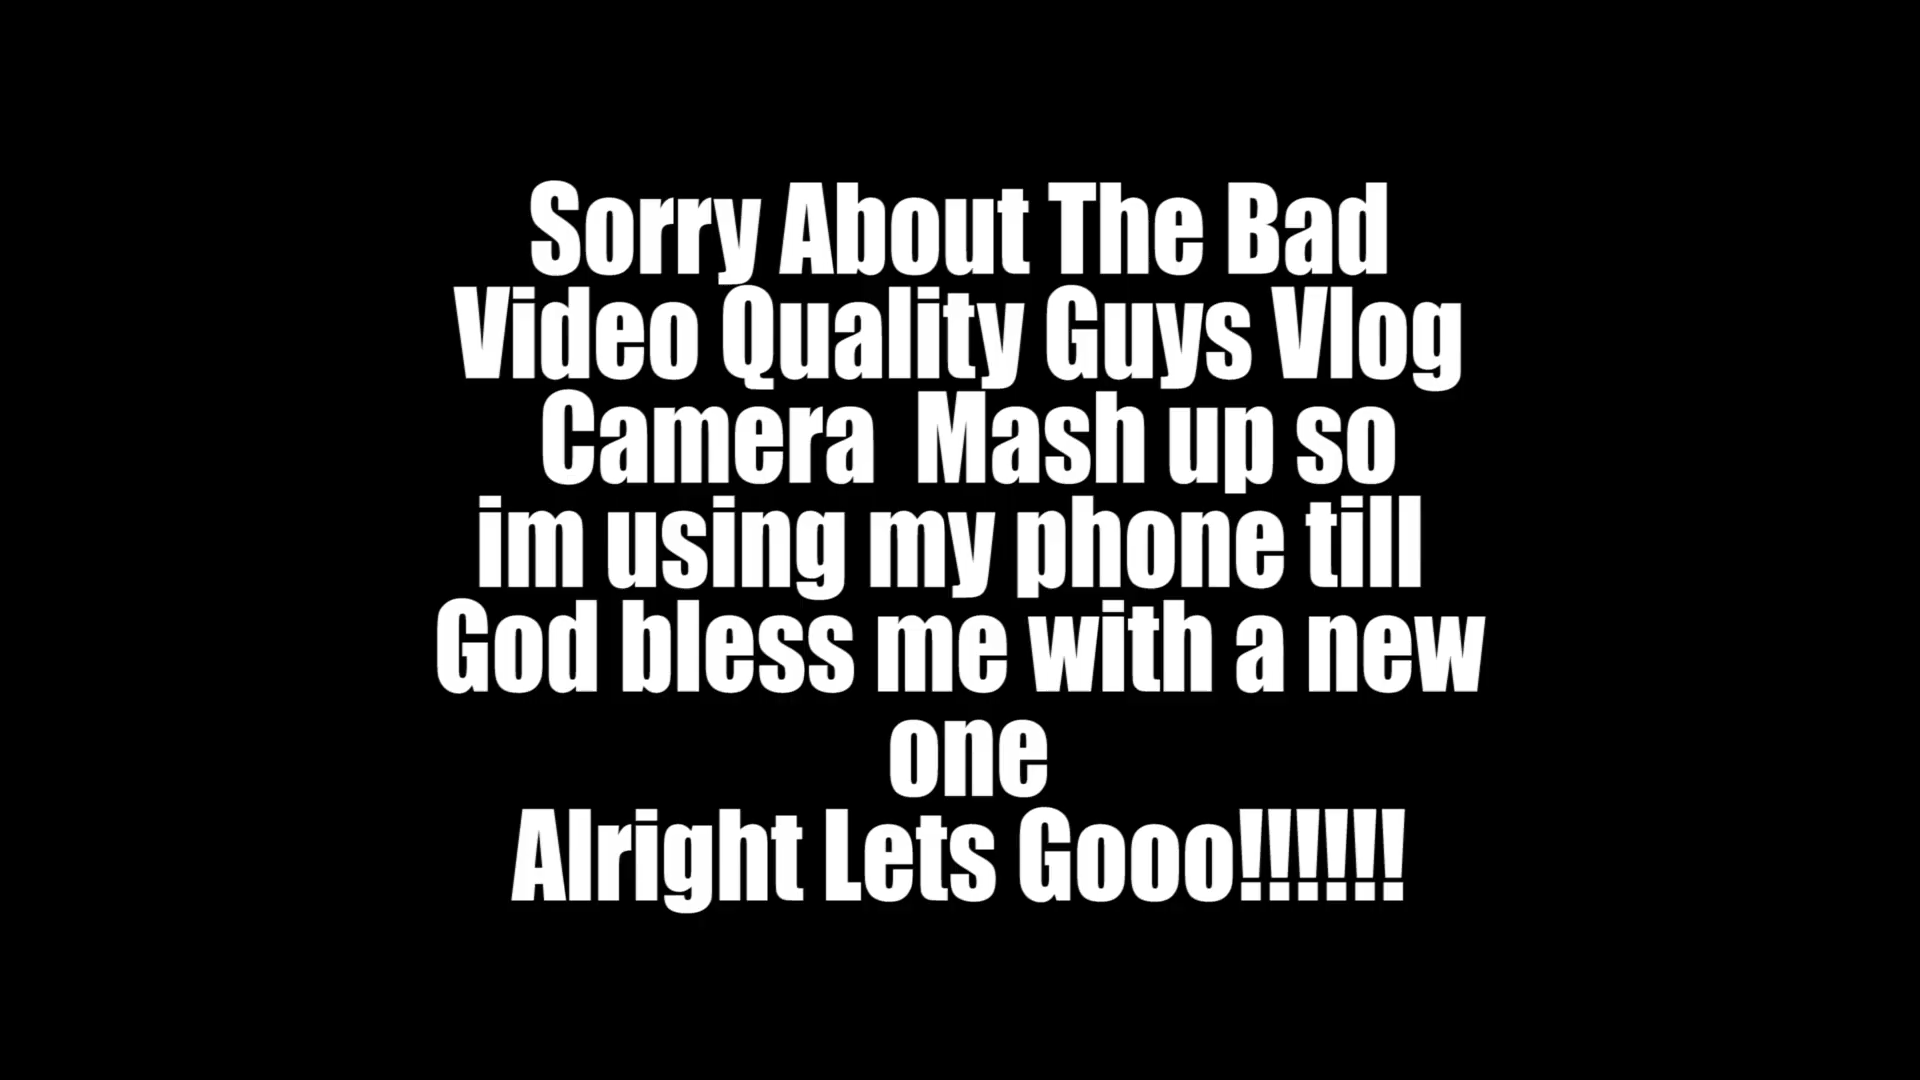 Sorry About The Bad
Video Quality Guys Vlog
Camera  Mash up so
im using my phone till
God bless me with a new
one
Alright Lets Gooo!!!!!!